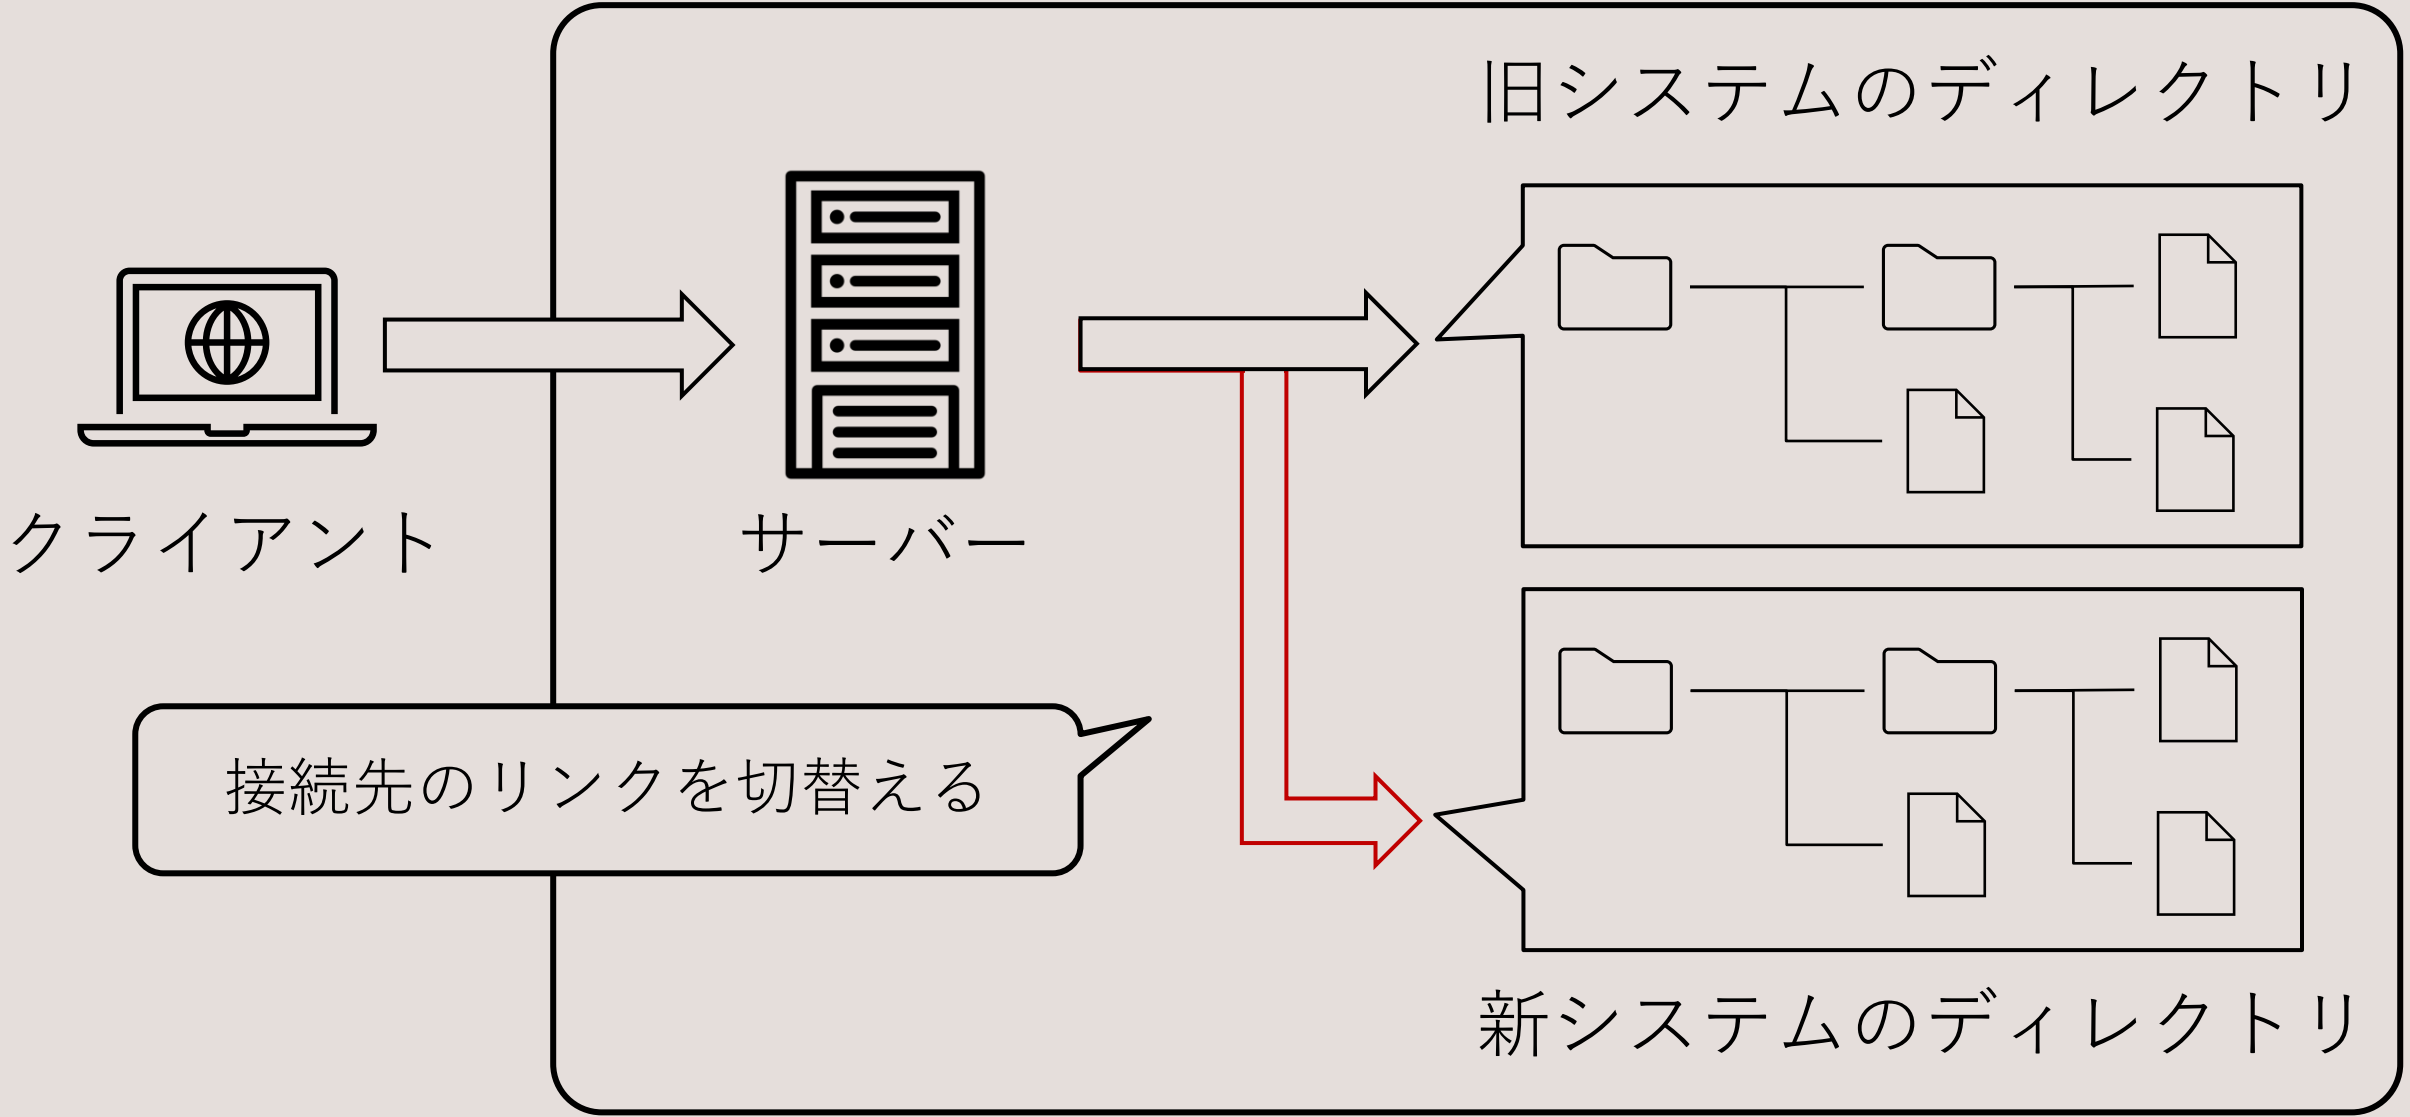 旧システムのディレクトリ
クライアント
サーバー
接続先のリンクを切替える
新システムのディレクトリ